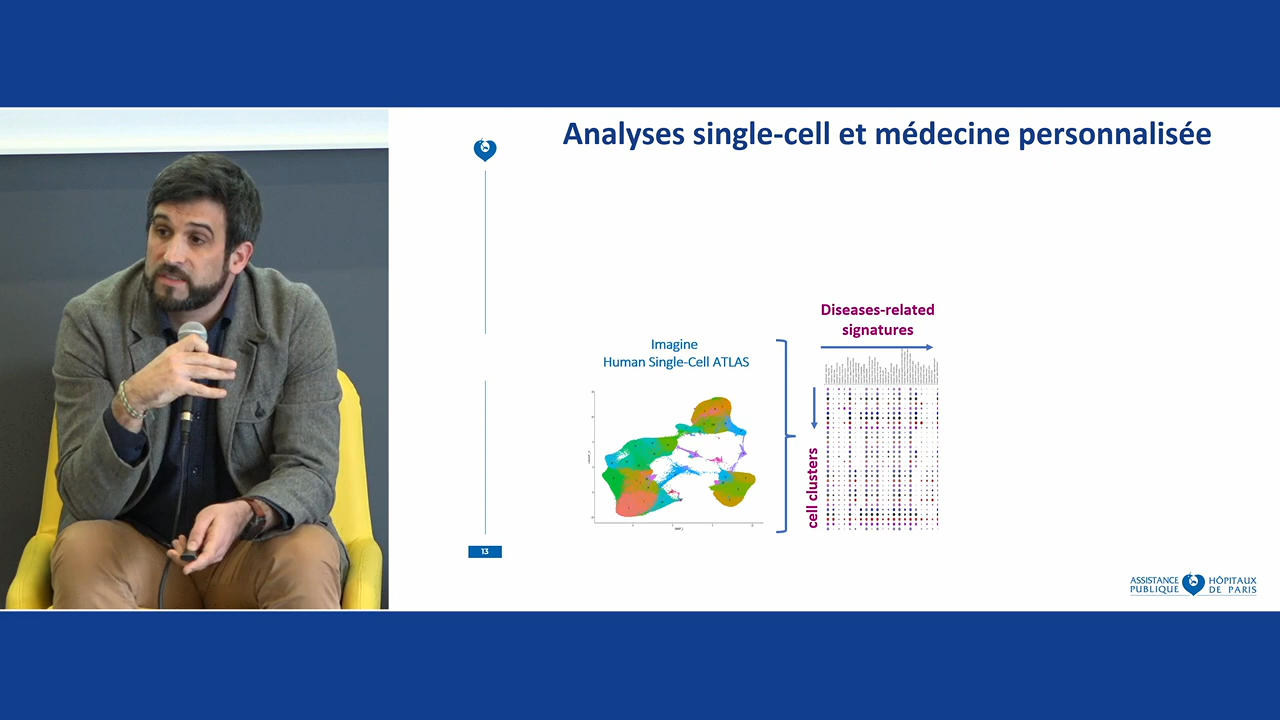 Analyses single-cell et médecine personnalisée
Diseases-related
signatures
Imagine
Human Single-Cell ATLAS
cell clusters
13
ASSISTANCE
PUBLIQUE
HÔPITAUX
DE PARIS